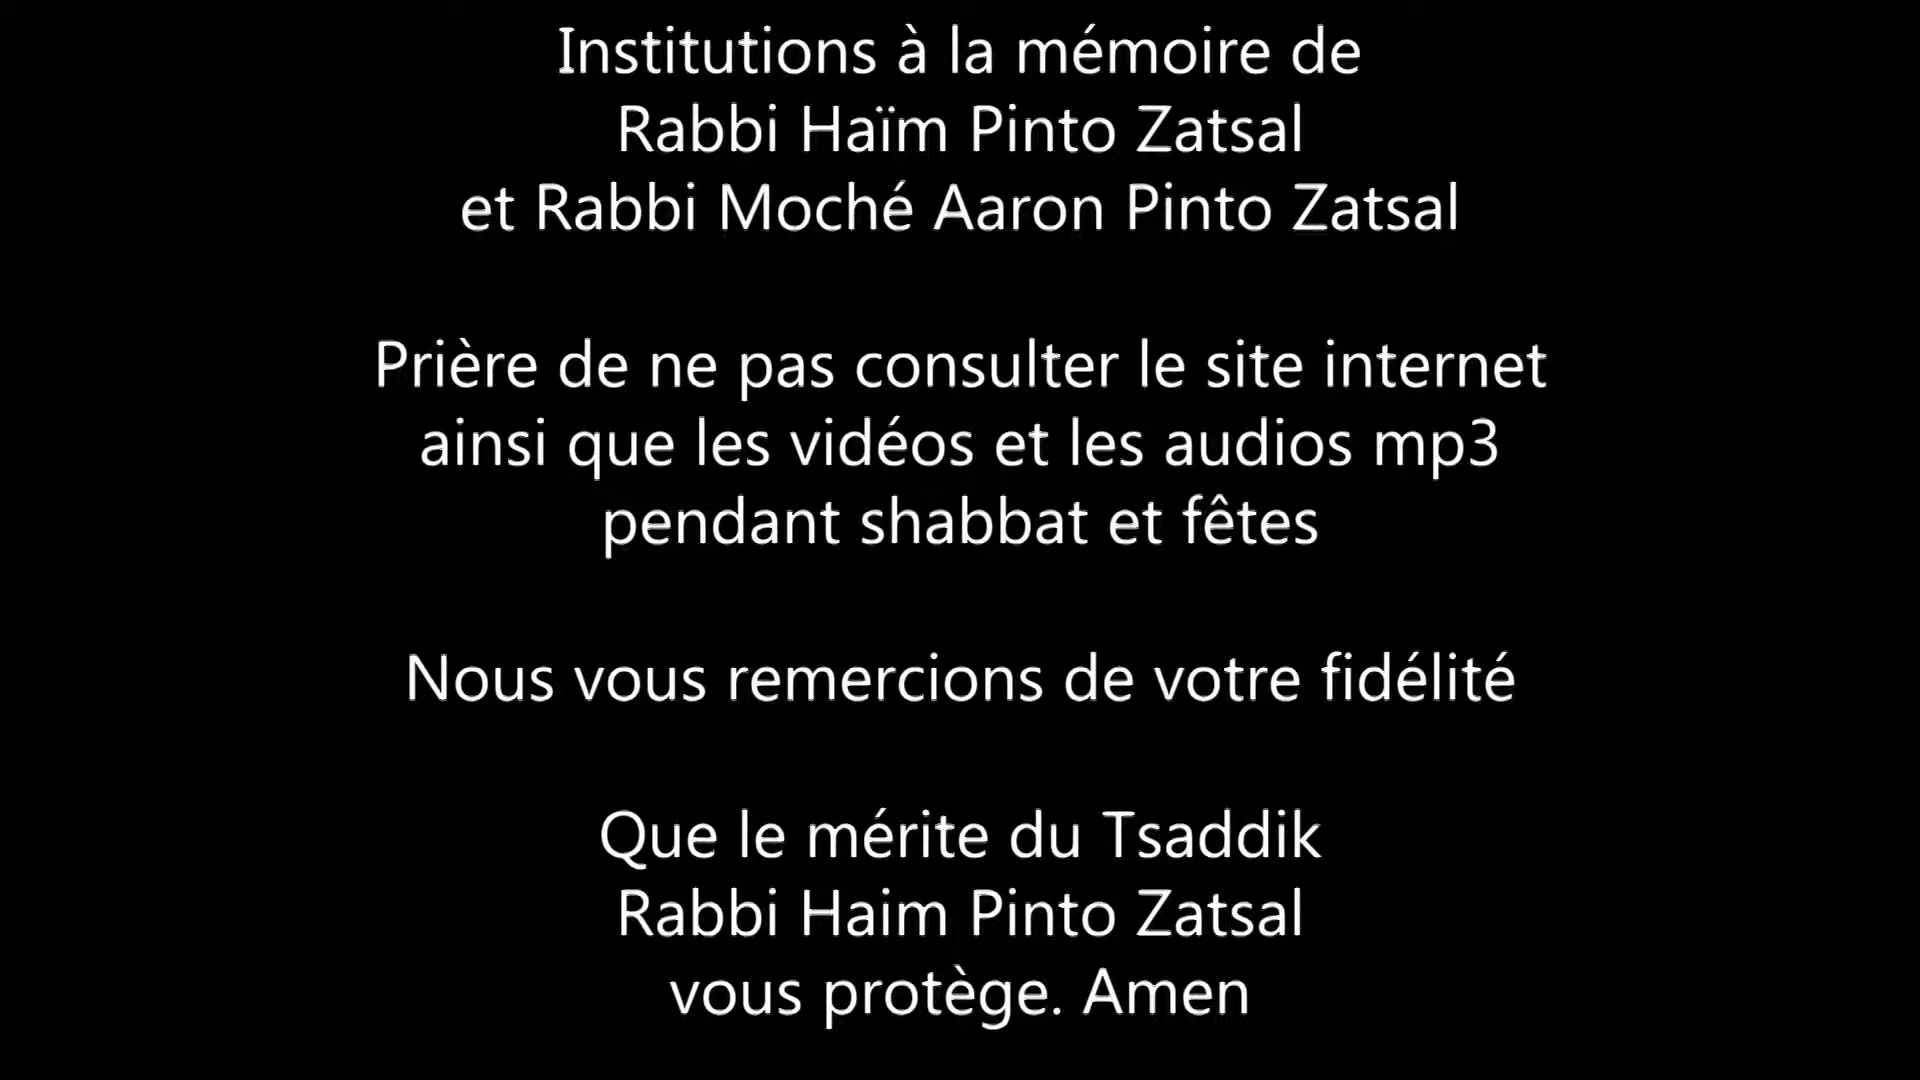 Institutions à la mémoire de
Rabbi Haïm Pinto Zatsal
et Rabbi Moché Aaron Pinto Zatsal
Prière de ne pas consulter le site internet
ainsi que les vidéos et les audios mp3
pendant shabbat et fêtes
Nous vous remercions de votre fidélité
Que le mérite du Tsaddik
Rabbi Haim Pinto Zatsal
vous protège. Amen